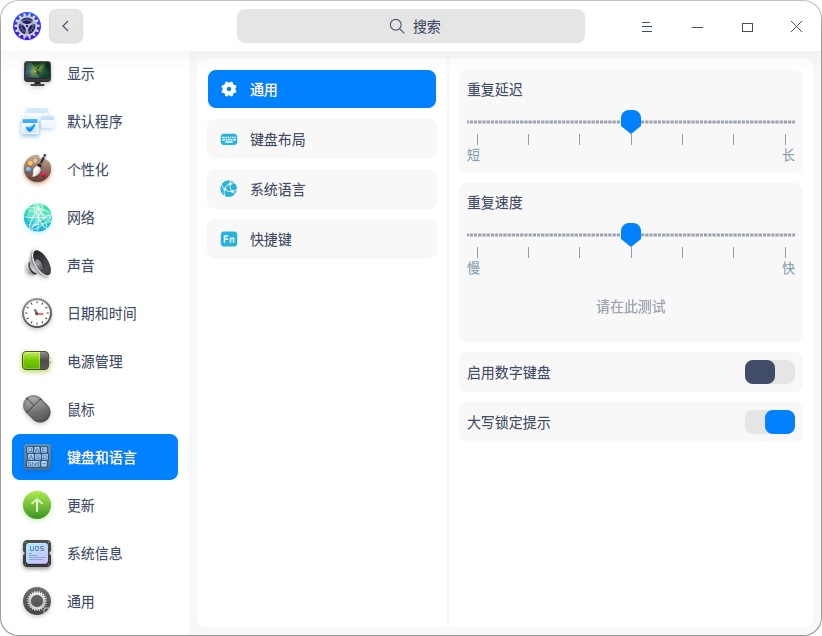 搜索
显示
默认程序
个性化
网络
声音
日期和时间
电源管理
鼠标
键盘和语言
更新
UOS
系统信息
通用
通用
键盘布局
系统语言
Fn
快捷键
重复延迟
短
长
重复速度
慢
快
请在此测试
启用数字键盘
大写锁定提示